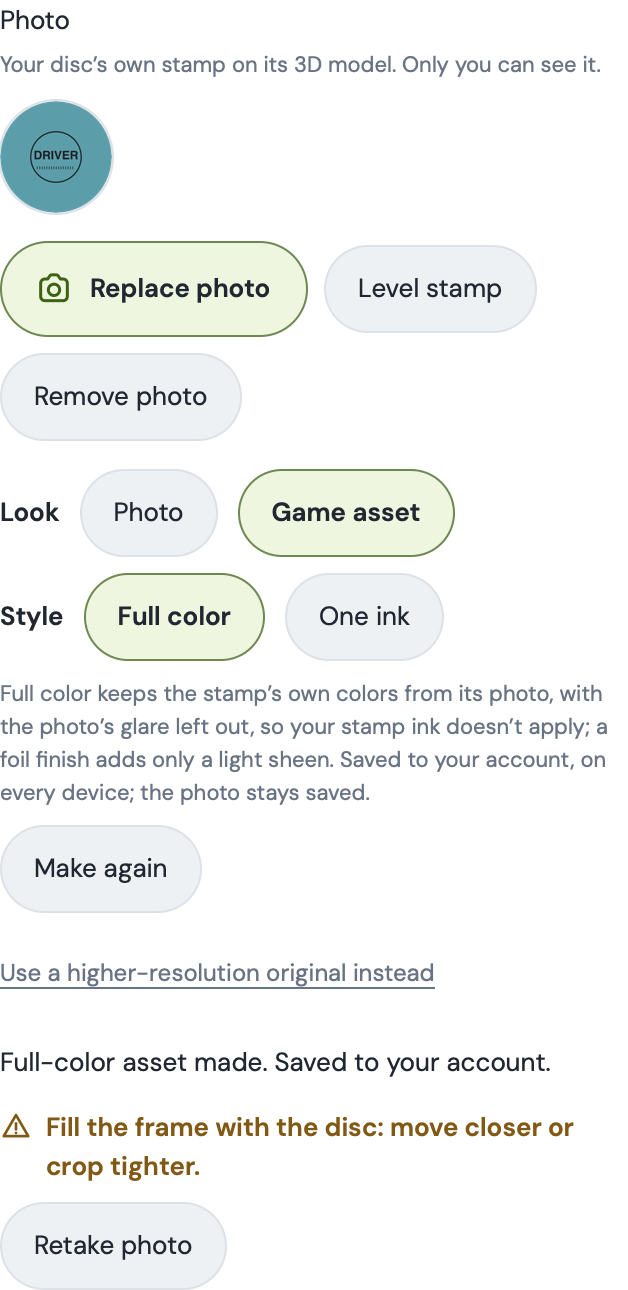 Photo
Your disc’s own stamp on its 3D model. Only you can see it.
DRIVER
Replace photo
Level stamp
Remove photo
Look
Photo
Game asset
Style
Full color
One ink
Full color keeps the stamp’s own colors from its photo, with
the photo’s glare left out, so your stamp ink doesn’t apply; a
foil finish adds only a light sheen. Saved to your account, on
every device; the photo stays saved.
Make again
Use a higher-resolution original instead
Full-color asset made. Saved to your account.
Fill the frame with the disc: move closer or
crop tighter.
Retake photo